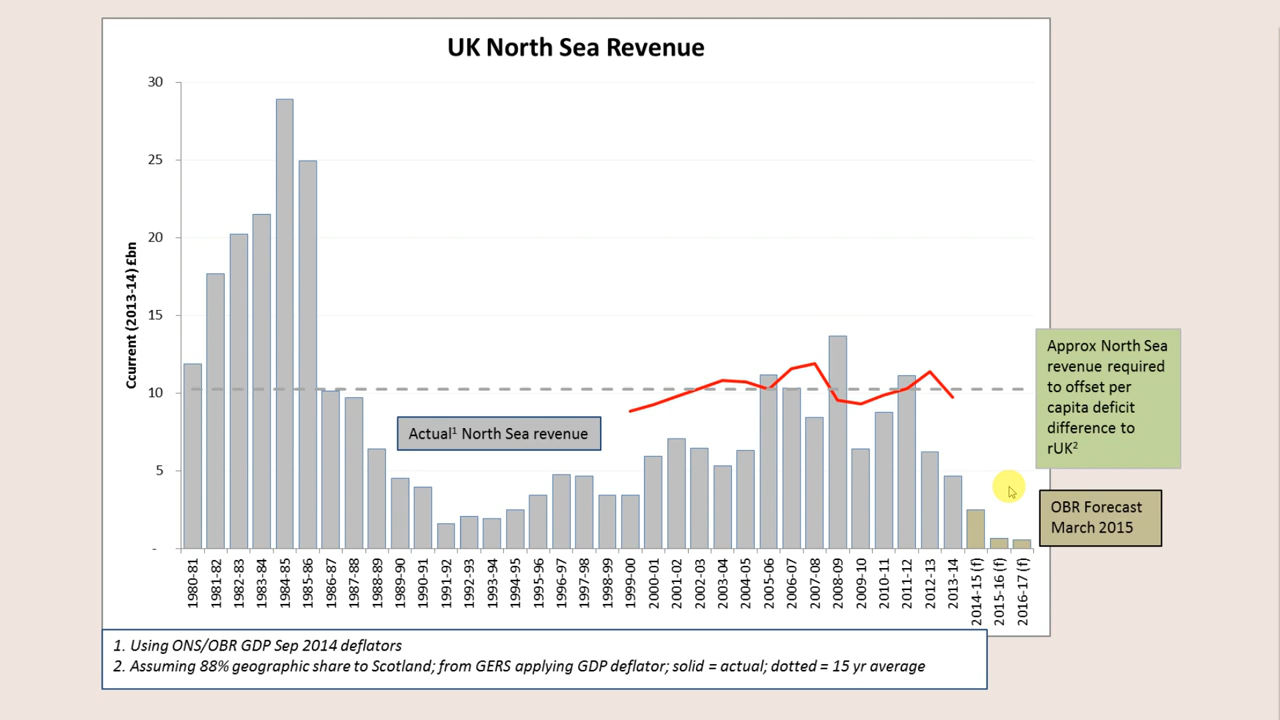 UK North Sea Revenue
Ccurrent (2013-14) £bn
30
25
20
15
10
5
-
Actual¹ North Sea revenue
Approx North Sea
revenue required
to offset per
capita deficit
difference to
rUK²
OBR Forecast
March 2015
1980-81
1981-82
1982-83
1983-84
1984-85
1985-86
1986-87
1987-88
1988-89
1989-90
1990-91
1991-92
1992-93
1993-94
1994-95
1995-96
1996-97
1997-98
1998-99
1999-00
2000-01
2001-02
2002-03
2003-04
2004-05
2005-06
2006-07
2007-08
2008-09
2009-10
2010-11
2011-12
2012-13
2013-14
2014-15 (f)
2015-16 (f)
2016-17 (f)
1. Using ONS/OBR GDP Sep 2014 deflators
2. Assuming 88% geographic share to Scotland; from GERS applying GDP deflator; solid = actual; dotted = 15 yr average